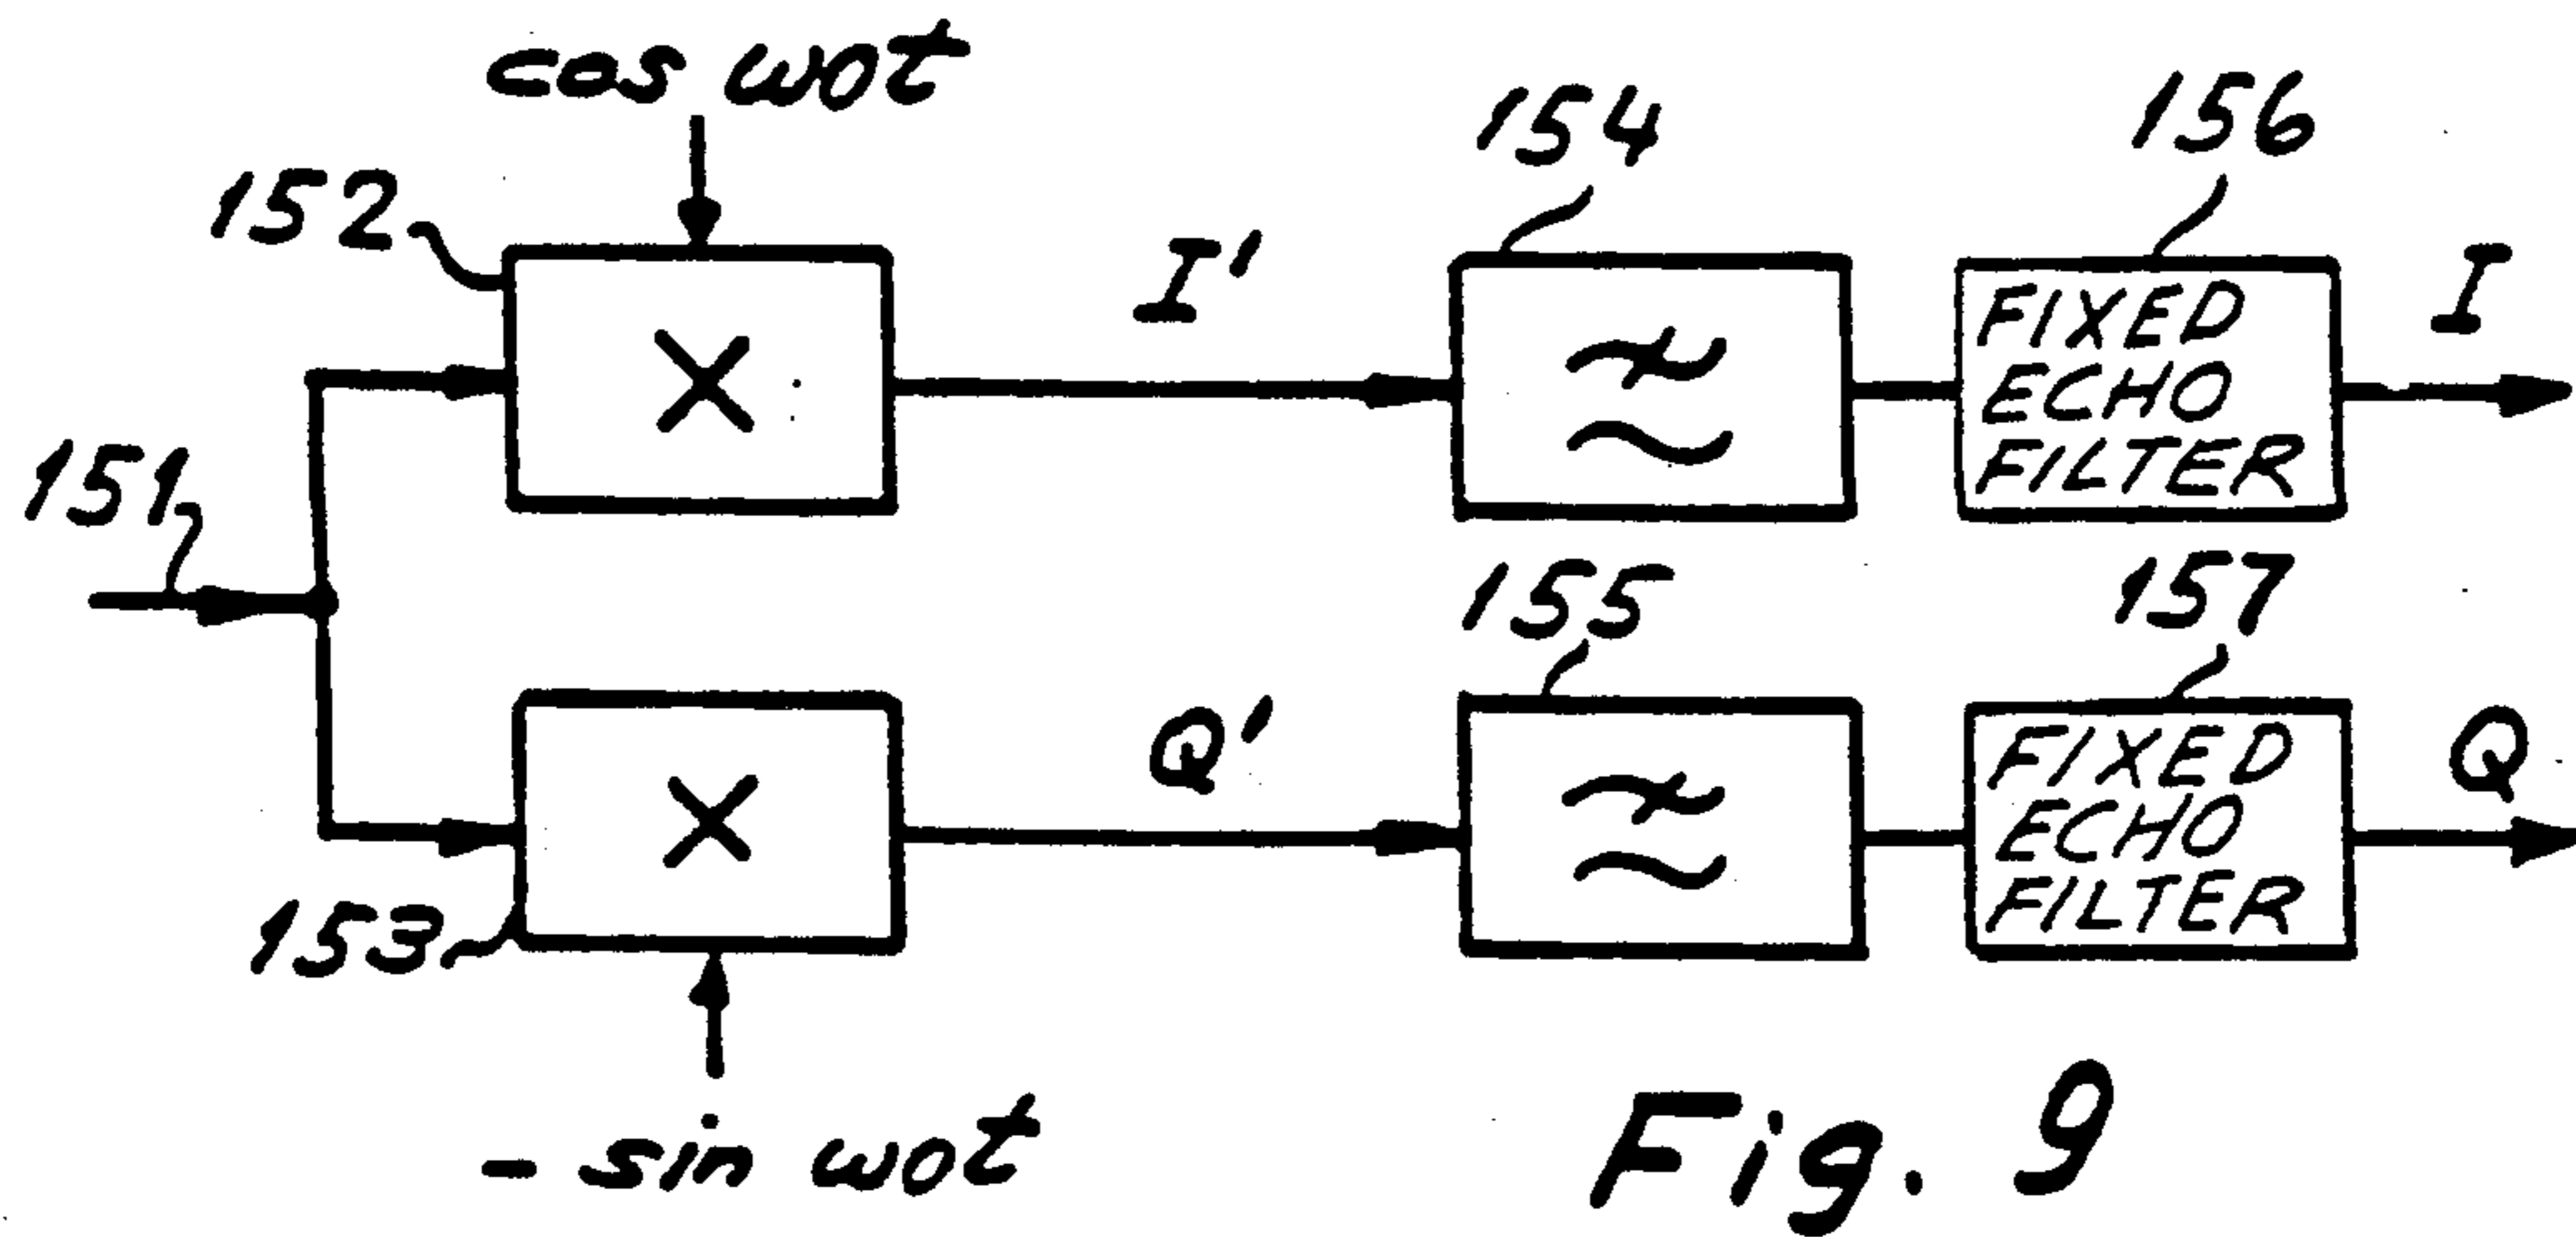 cos wot
152
I'
154
156
FIXED
ECHO
FILTER
I
151
×
153
Q'
155
157
FIXED
ECHO
FILTER
Q
×
- sin wot
Fig. 9